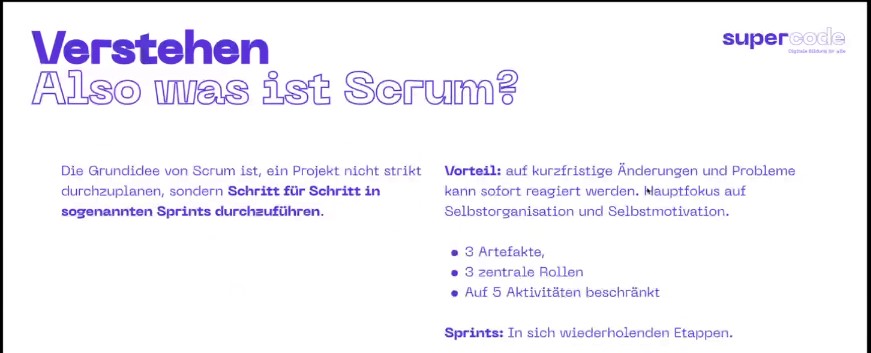 Verstehen
supercode
Digitale Bildung für alle
Also was ist Scrum?
Die Grundidee von Scrum ist, ein Projekt nicht strikt
durchzuplanen, sondern Schritt für Schritt in
sogenannten Sprints durchzuführen.
Vorteil: auf kurzfristige Änderungen und Probleme
kann sofort reagiert werden. Hauptfokus auf
Selbstorganisation und Selbstmotivation.
● 3 Artefakte,
● 3 zentrale Rollen
● Auf 5 Aktivitäten beschränkt
Sprints: In sich wiederholenden Etappen.